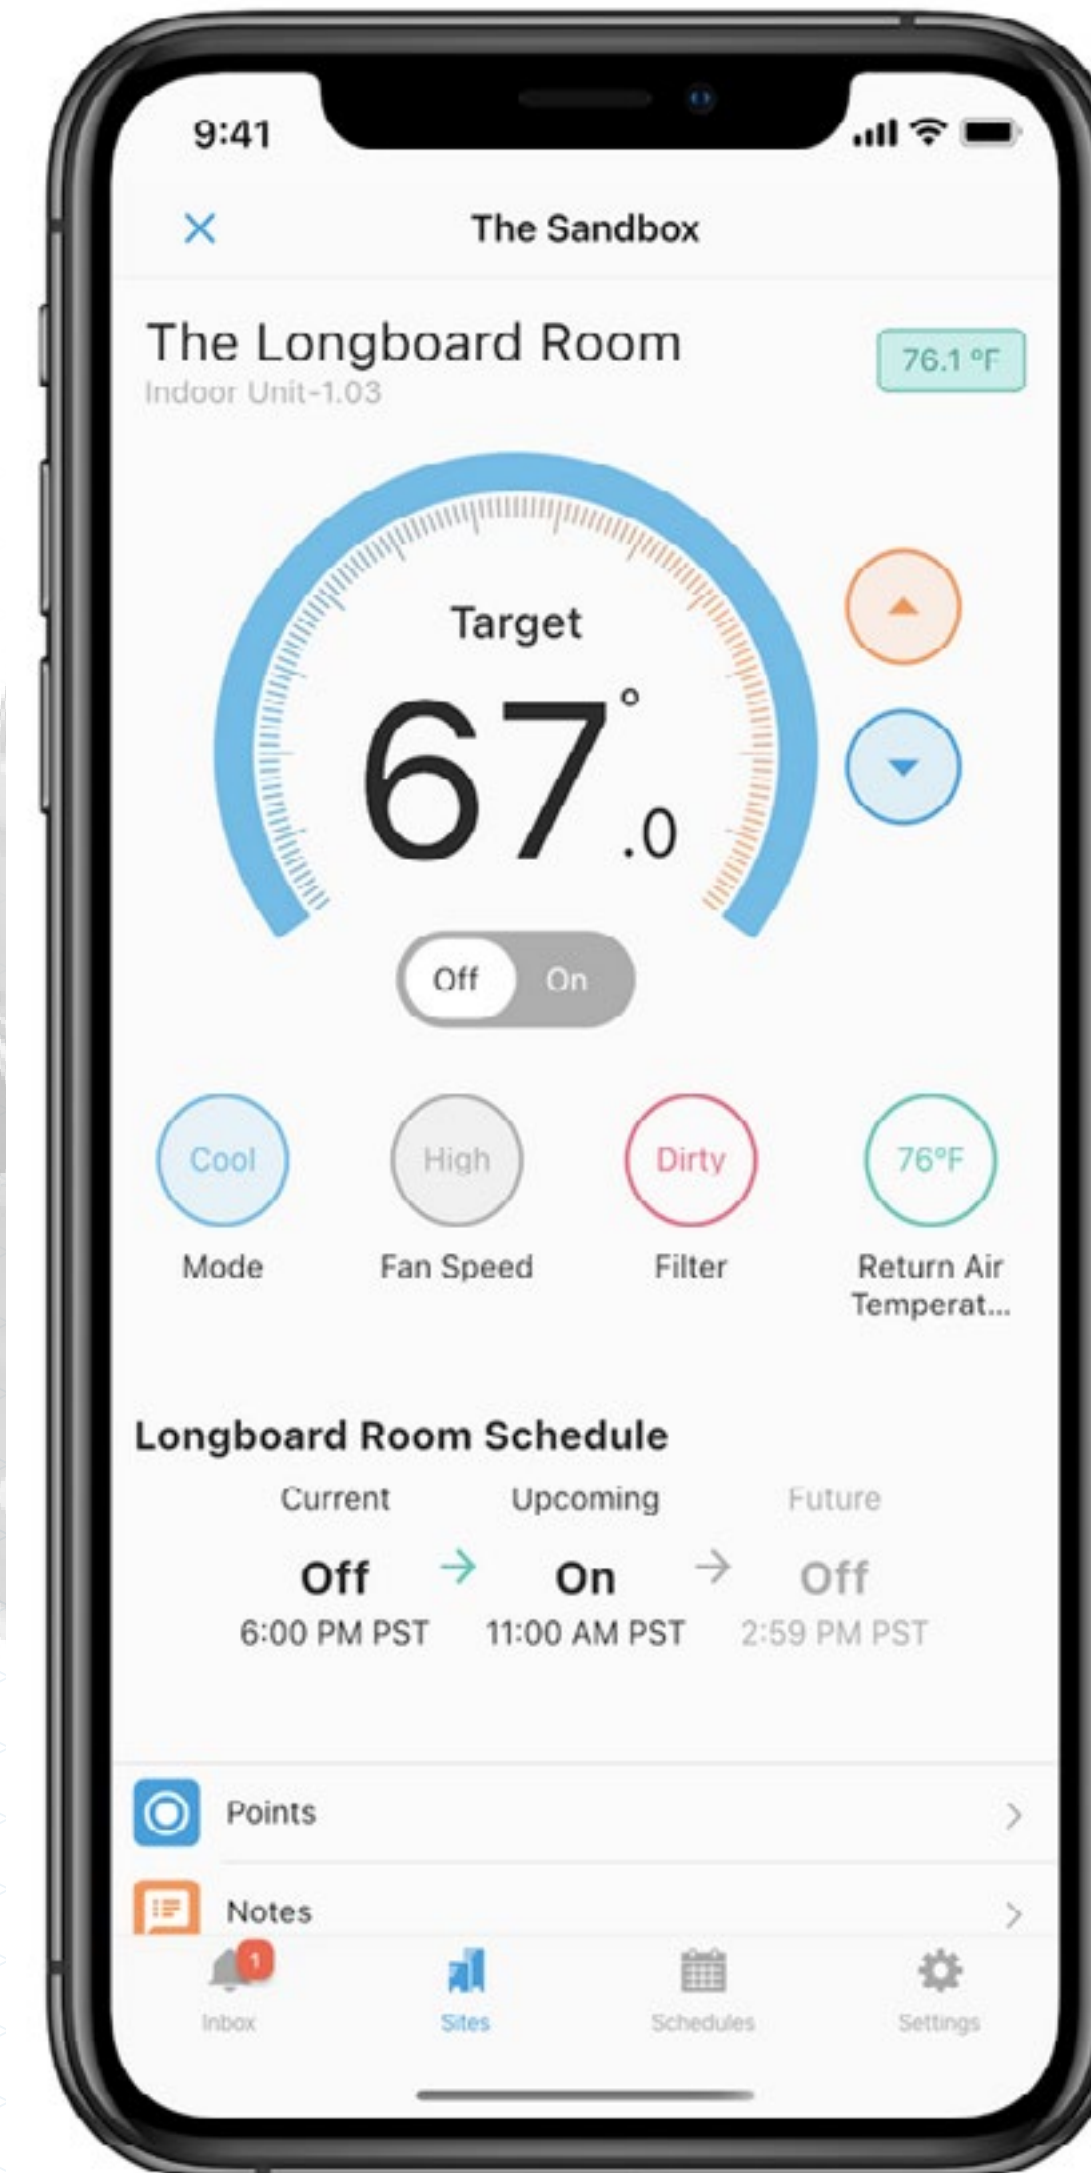 9:41
The Sandbox
The Longboard Room
76.1 °F
Indoor Unit-1.03
Target
67°.0
Off On
Cool High Dirty 76°F
Mode Fan Speed Filter Return Air
Temperat...
Longboard Room Schedule
Current Upcoming Future
Off → On → Off
6:00 PM PST 11:00 AM PST 2:59 PM PST
Points
Notes
1
Inbox Sites Schedules Settings